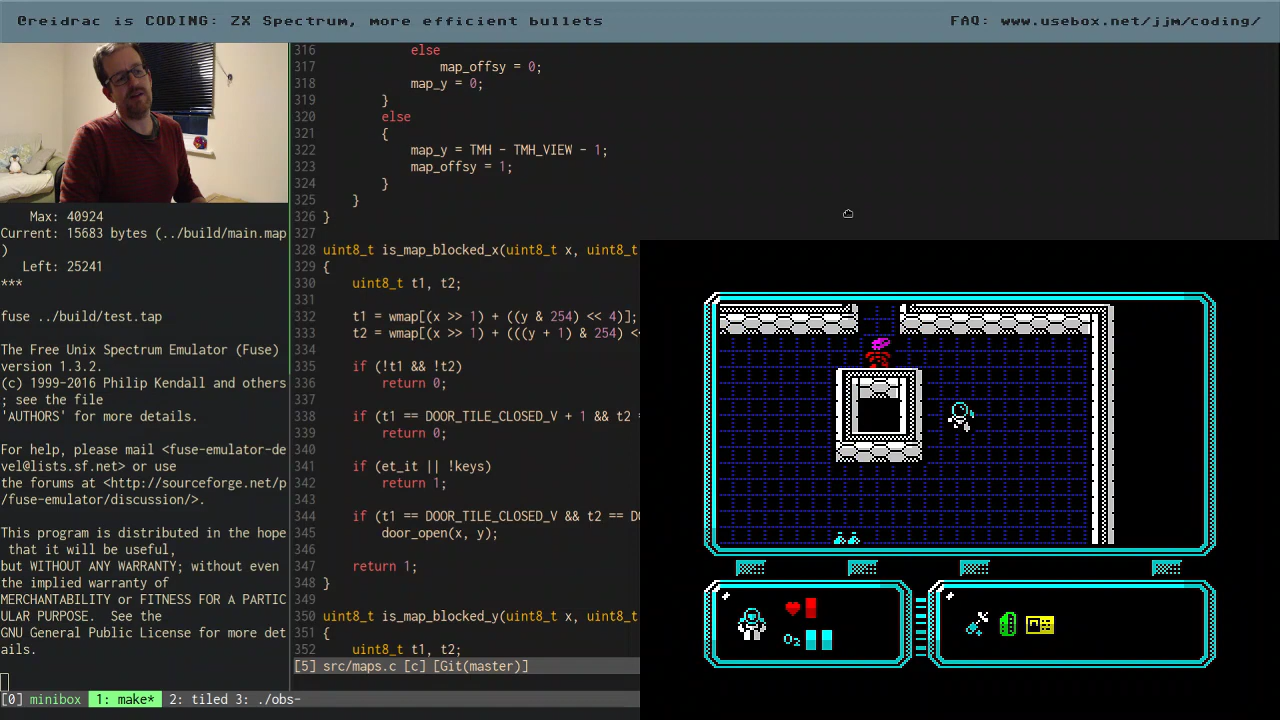 @reidrac is CODING: ZX Spectrum, more efficient bullets
FAQ: www.usebox.net/jjm/coding/
Max: 40924
Current: 15683 bytes (../build/main.map
)
Left: 25241
***
fuse ../build/test.tap
The Free Unix Spectrum Emulator (Fuse)
version 1.3.2.
(c) 1999-2016 Philip Kendall and others
; see the file
'AUTHORS' for more details.
For help, please mail <fuse-emulator-de
vel@lists.sf.net> or use
the forums at <http://sourceforge.net/p
/fuse-emulator/discussion/>.
This program is distributed in the hope
that it will be useful,
but WITHOUT ANY WARRANTY; without even
the implied warranty of
MERCHANTABILITY or FITNESS FOR A PARTIC
ULAR PURPOSE.  See the
GNU General Public License for more det
ails.
316 else
317 map_offsy = 0;
318 map_y = 0;
319 }
320 else
321 {
322 map_y = TMH - TMH_VIEW - 1;
323 map_offsy = 1;
324 }
325 }
326 }
327
328 uint8_t is_map_blocked_x(uint8_t x, uint8_t
329 {
330 uint8_t t1, t2;
331
332 t1 = wmap[(x >> 1) + ((y & 254) << 4)];
333 t2 = wmap[(x >> 1) + (((y + 1) & 254) <<
334
335 if (!t1 && !t2)
336 return 0;
337
338 if (t1 == DOOR_TILE_CLOSED_V + 1 && t2 =
339 return 0;
340
341 if (et_it || !keys)
342 return 1;
343
344 if (t1 == DOOR_TILE_CLOSED_V && t2 == DO
345 door_open(x, y);
346
347 return 1;
348 }
349
350 uint8_t is_map_blocked_y(uint8_t x, uint8_t
351 {
352 uint8_t t1, t2;
[5] src/maps.c [c] [Git(master)]
O2
[0] minibox 1: make* 2: tiled 3: ./obs-